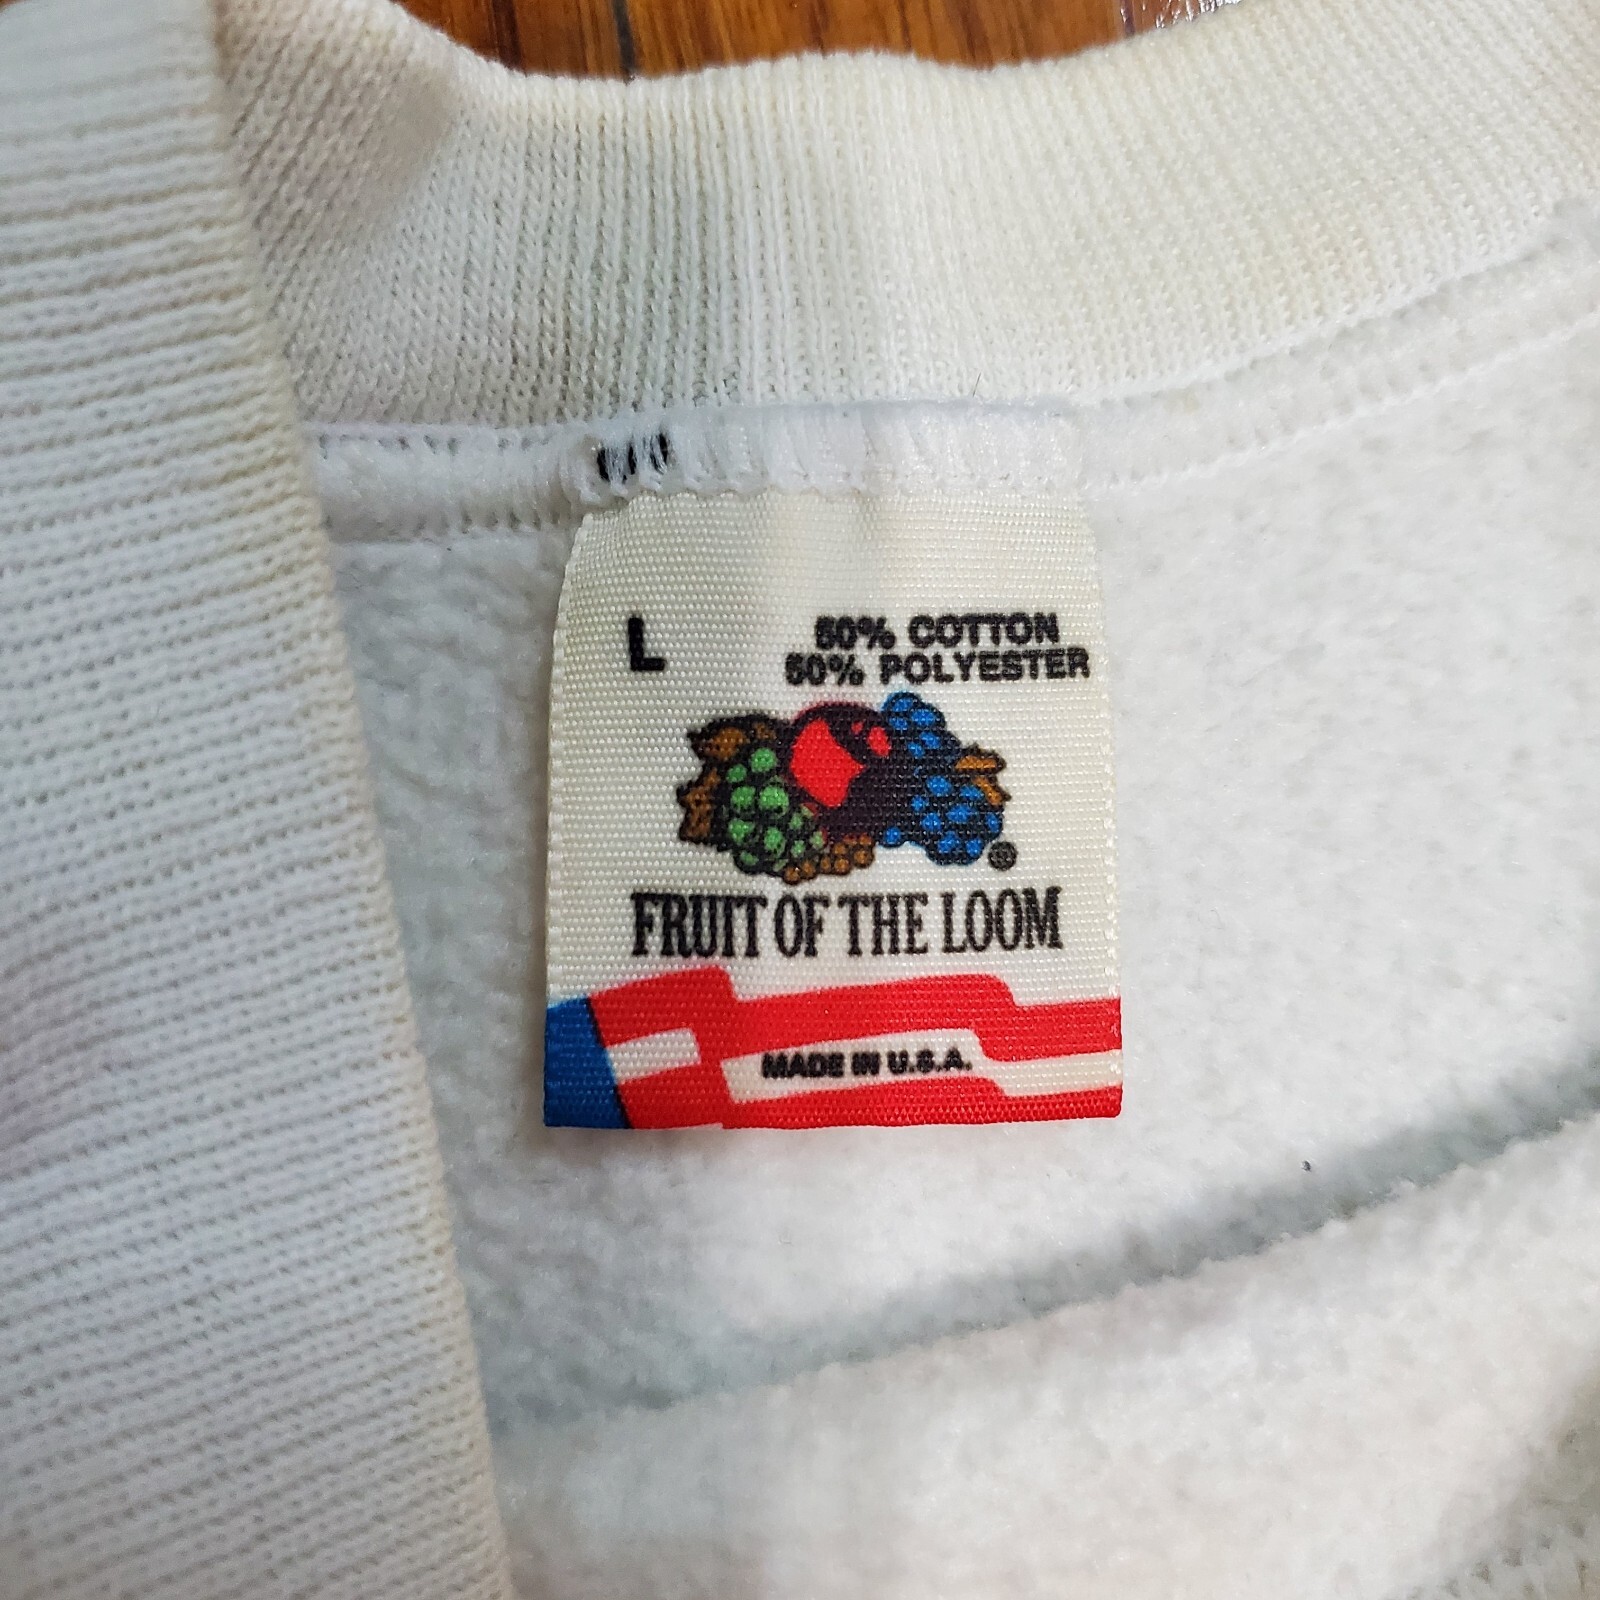 L
50% COTTON
50% POLYESTER
®
FRUIT OF THE LOOM
MADE IN U.S.A.